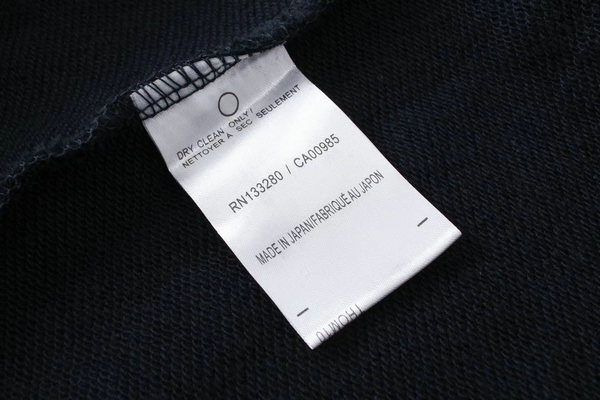 DRY CLEAN ONLY /
NETTOYER À SEC SEULEMENT
RN133280 / CA00985
MADE IN JAPAN/FABRIQUÉ AU JAPON